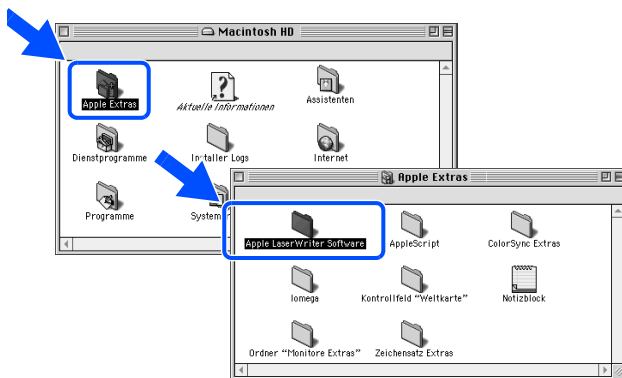 Macintosh HD
Apple Extras
Aktuelle Informationen
Assistenten
Dienstprogramme
Installer Logs
Internet
Programme
Apple Extras
Apple LaserWriter Software
AppleScript
ColorSync Extras
Iomega
Kontrollfeld “Weltkarte”
Notizblock
Ordner “Monitore Extras”
Zeichensatz Extras